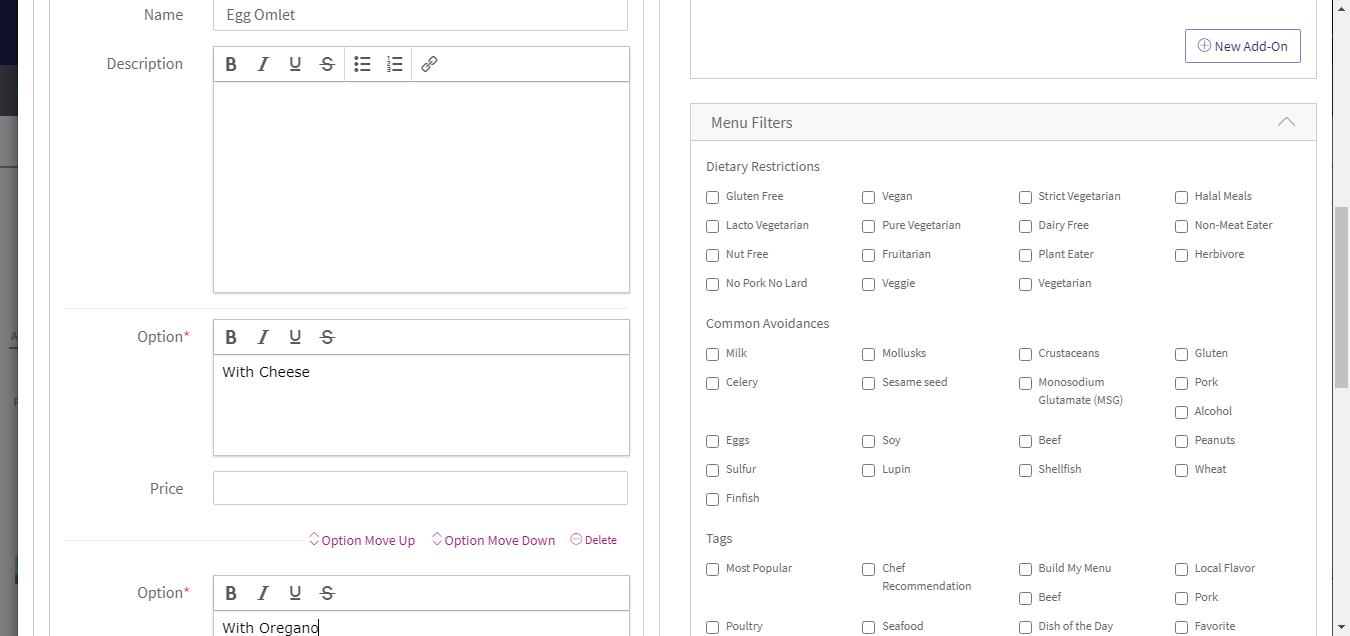 Name
Egg Omlet
Description
B I U S
Option*
B I U S
With Cheese
Price
Option Move Up Option Move Down Delete
Option*
B I U S
With Oregano
New Add-On
Menu Filters
Dietary Restrictions
Gluten Free Vegan Strict Vegetarian Halal Meals
Lacto Vegetarian Pure Vegetarian Dairy Free Non-Meat Eater
Nut Free Fruitarian Plant Eater Herbivore
No Pork No Lard Veggie Vegetarian
Common Avoidances
Milk Mollusks Crustaceans Gluten
Celery Sesame seed Monosodium Pork
Glutamate (MSG)
Alcohol
Eggs Soy Beef Peanuts
Sulfur Lupin Shellfish Wheat
Finfish
Tags
Most Popular Chef Build My Menu Local Flavor
Recommendation
Beef Pork
Poultry Seafood Dish of the Day Favorite